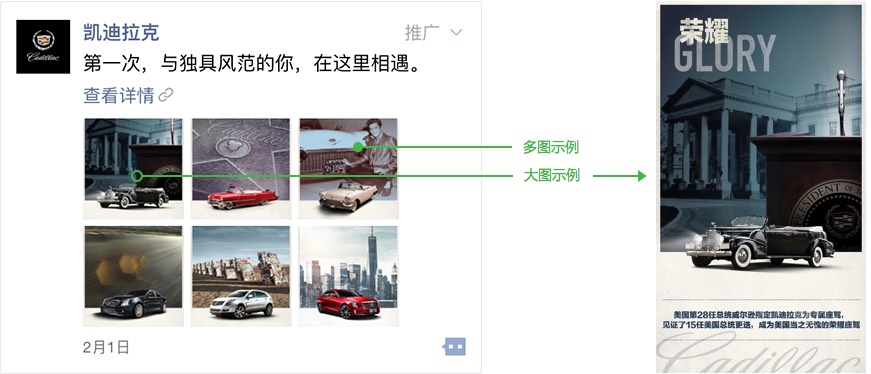 凯迪拉克
推广
Cadillac
第一次，与独具风范的你，在这里相遇。
查看详情
2月1日
多图示例
大图示例
荣耀
GLORY
PRESIDENT OF
美国第28任总统威尔逊指定凯迪拉克为专属座驾，
见证了15任美国总统更迭，成为美国当之无愧的荣耀座驾
Cadillac